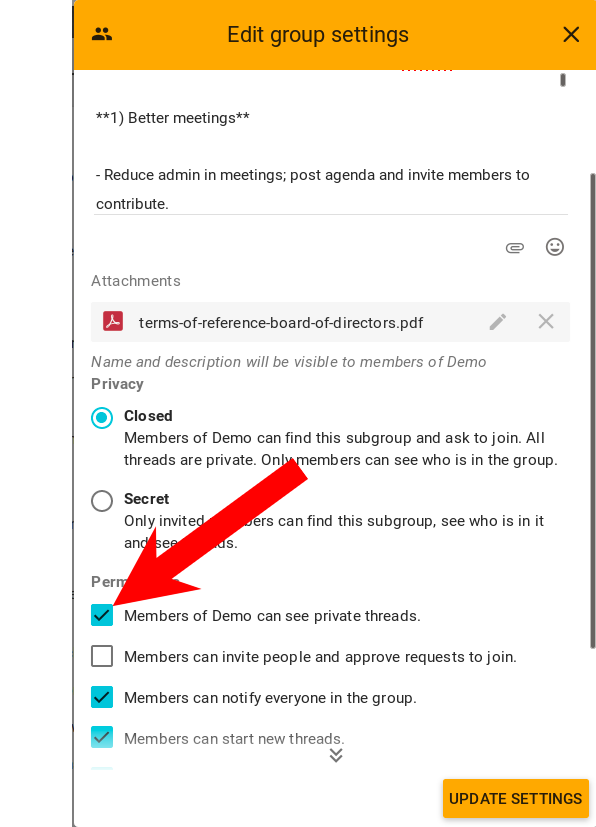 Edit group settings
**1) Better meetings**
- Reduce admin in meetings; post agenda and invite members to
contribute.
Attachments
terms-of-reference-board-of-directors.pdf
Name and description will be visible to members of Demo
Privacy
Closed
Members of Demo can find this subgroup and ask to join. All
threads are private. Only members can see who is in the group.
Secret
Only invited members can find this subgroup, see who is in it
and see threads.
Permissions
Members of Demo can see private threads.
Members can invite people and approve requests to join.
Members can notify everyone in the group.
Members can start new threads.
UPDATE SETTINGS